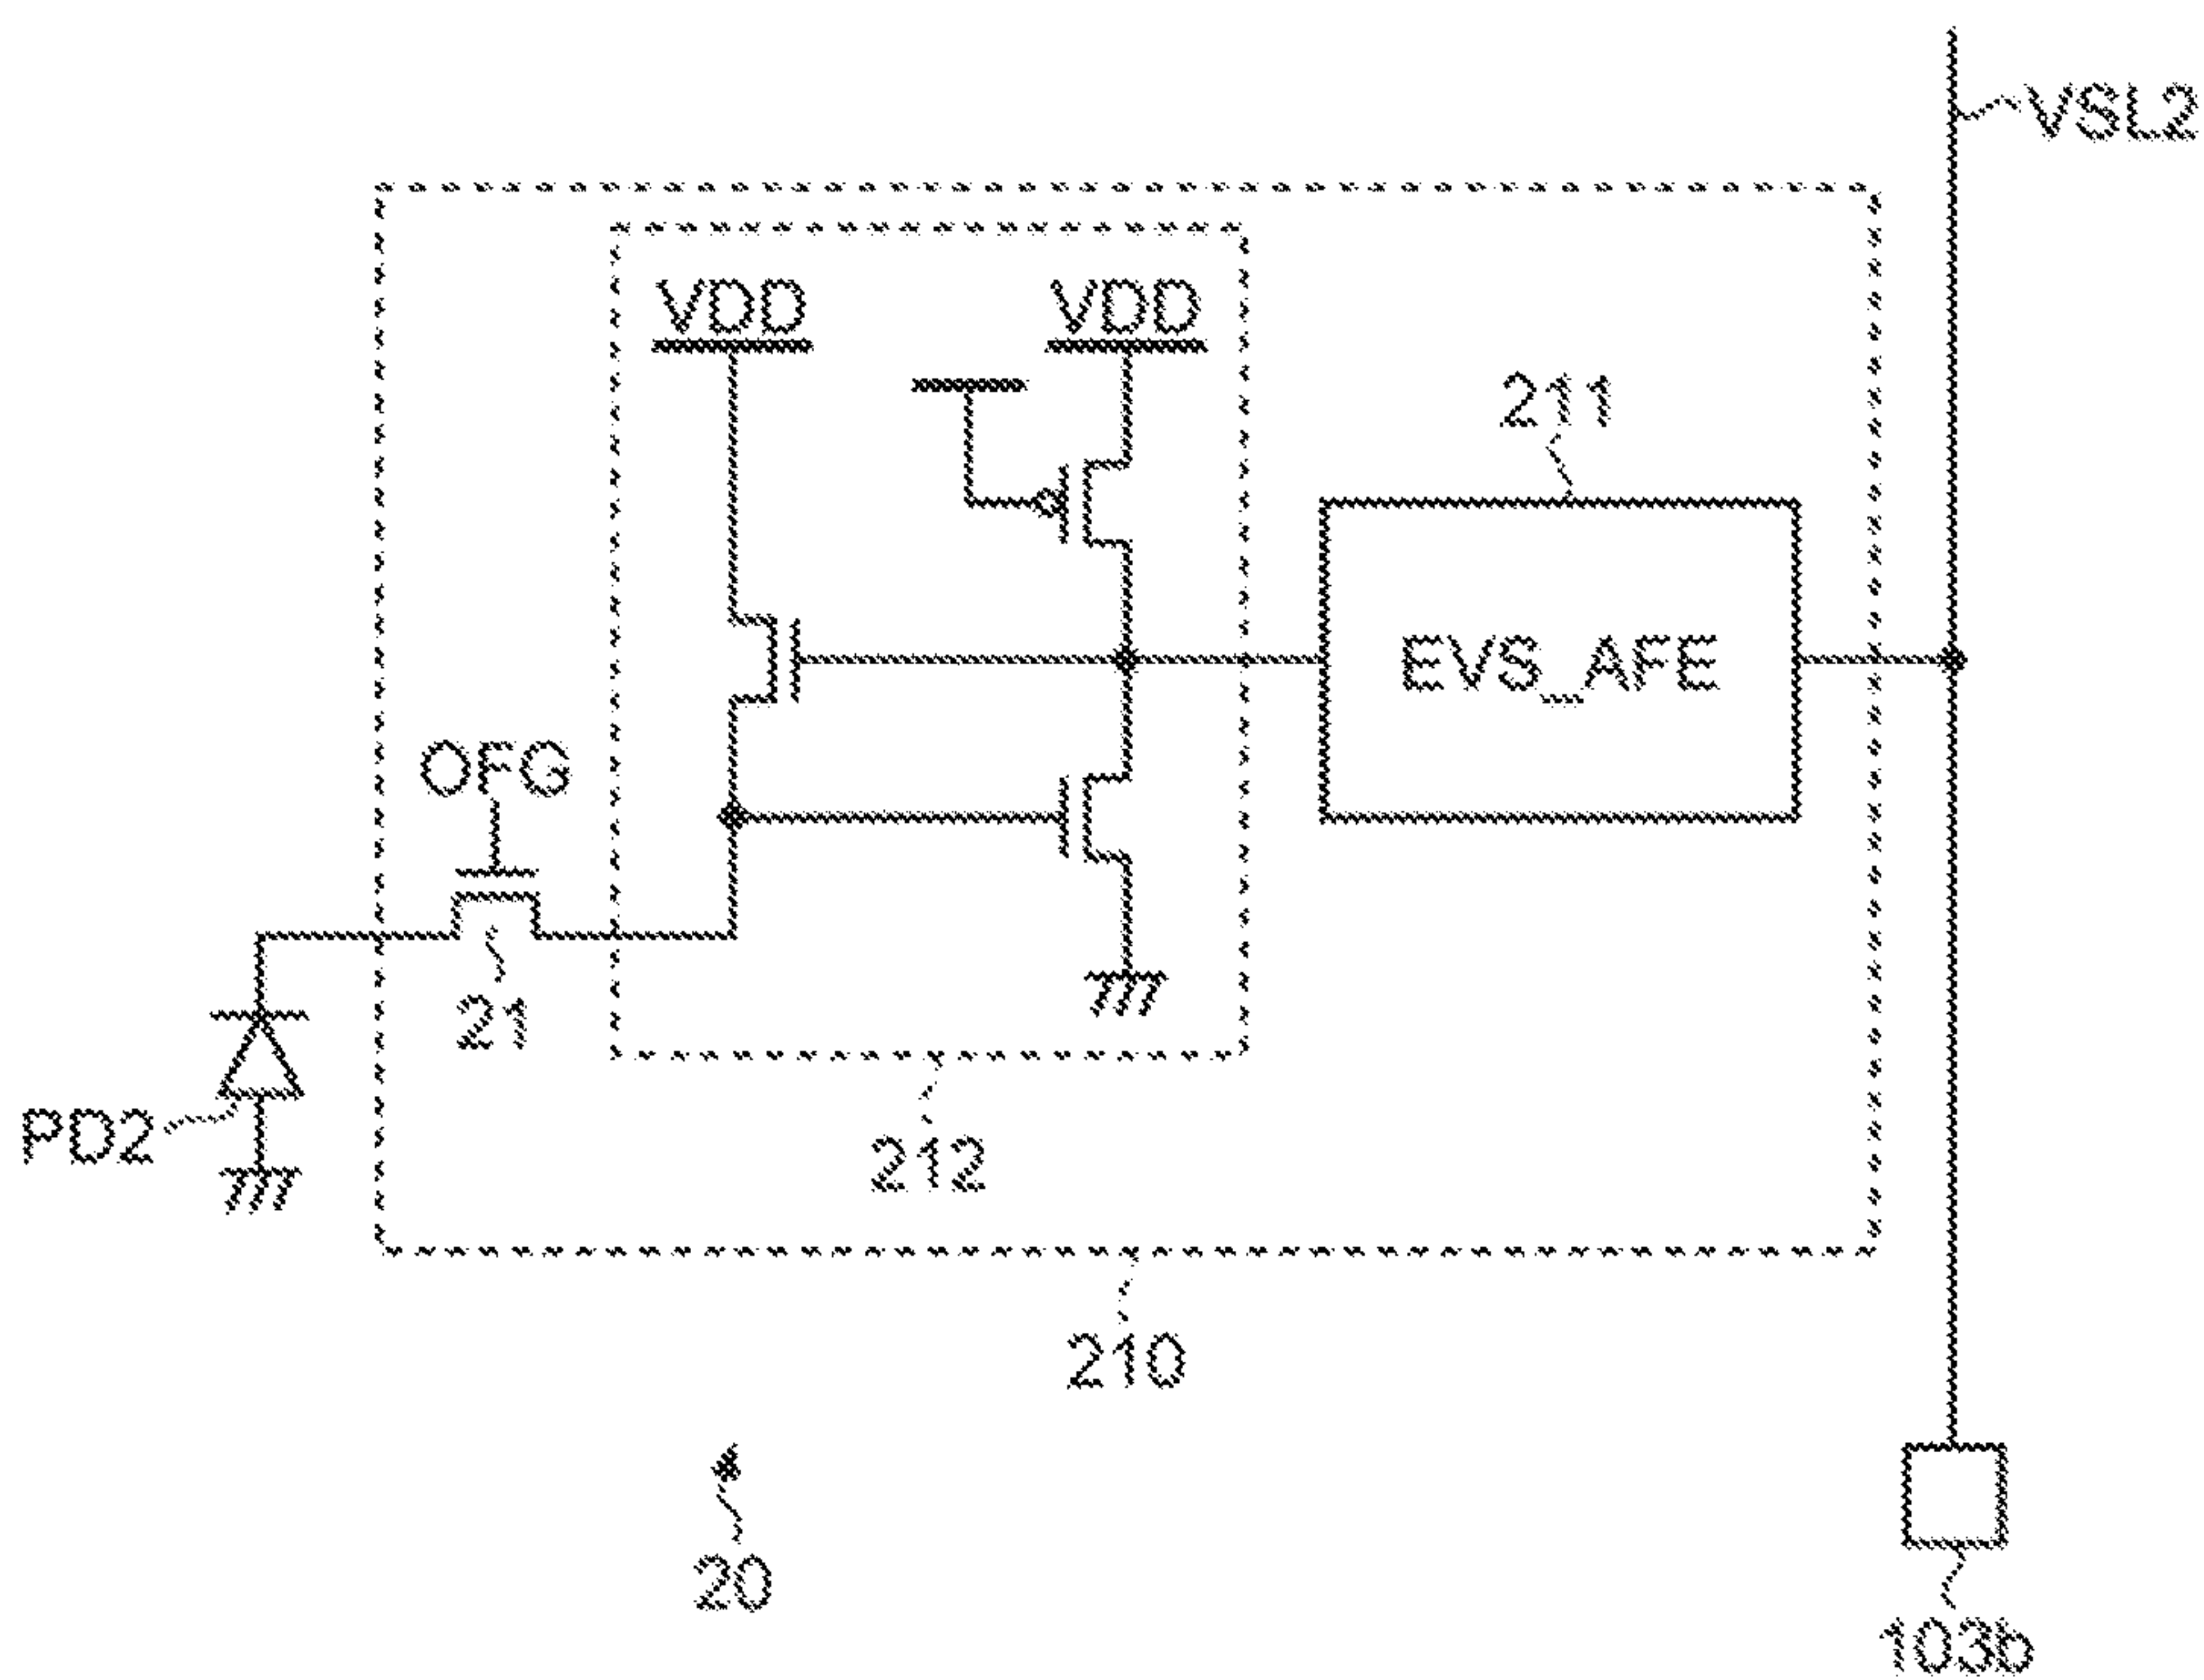 VSL2
VDD VDD
211
EVS_AFE
OFG
21
PD2
212
210
20
103b